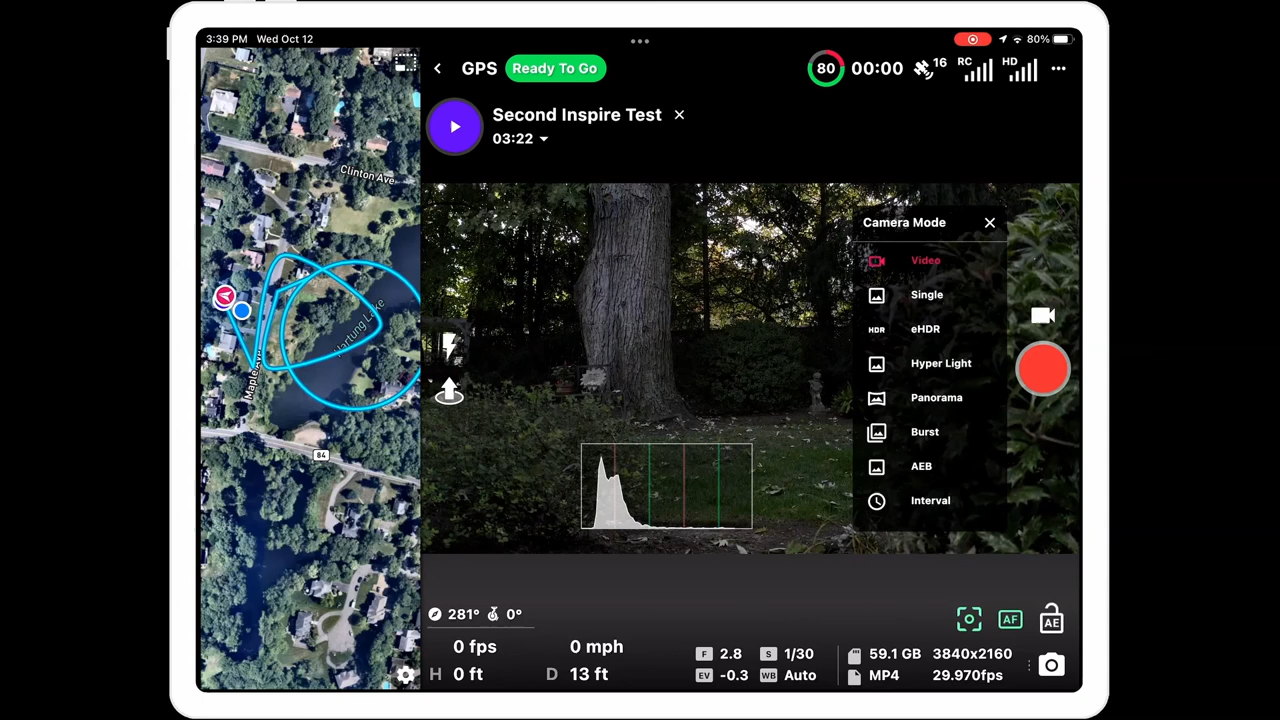 3:39 PM Wed Oct 12
80%
GPS Ready To Go
80 00:00 16 RC HD
Second Inspire Test
03:22
Clinton Ave
Hartung Lake
Maple Ave
84
Camera Mode
Video
Single
HDR eHDR
Hyper Light
Panorama
Burst
AEB
Interval
281° 0°
AF AE
0 fps 0 mph
H 0 ft D 13 ft
F 2.8 S 1/30
EV -0.3 WB Auto
59.1 GB 3840x2160
MP4 29.970fps